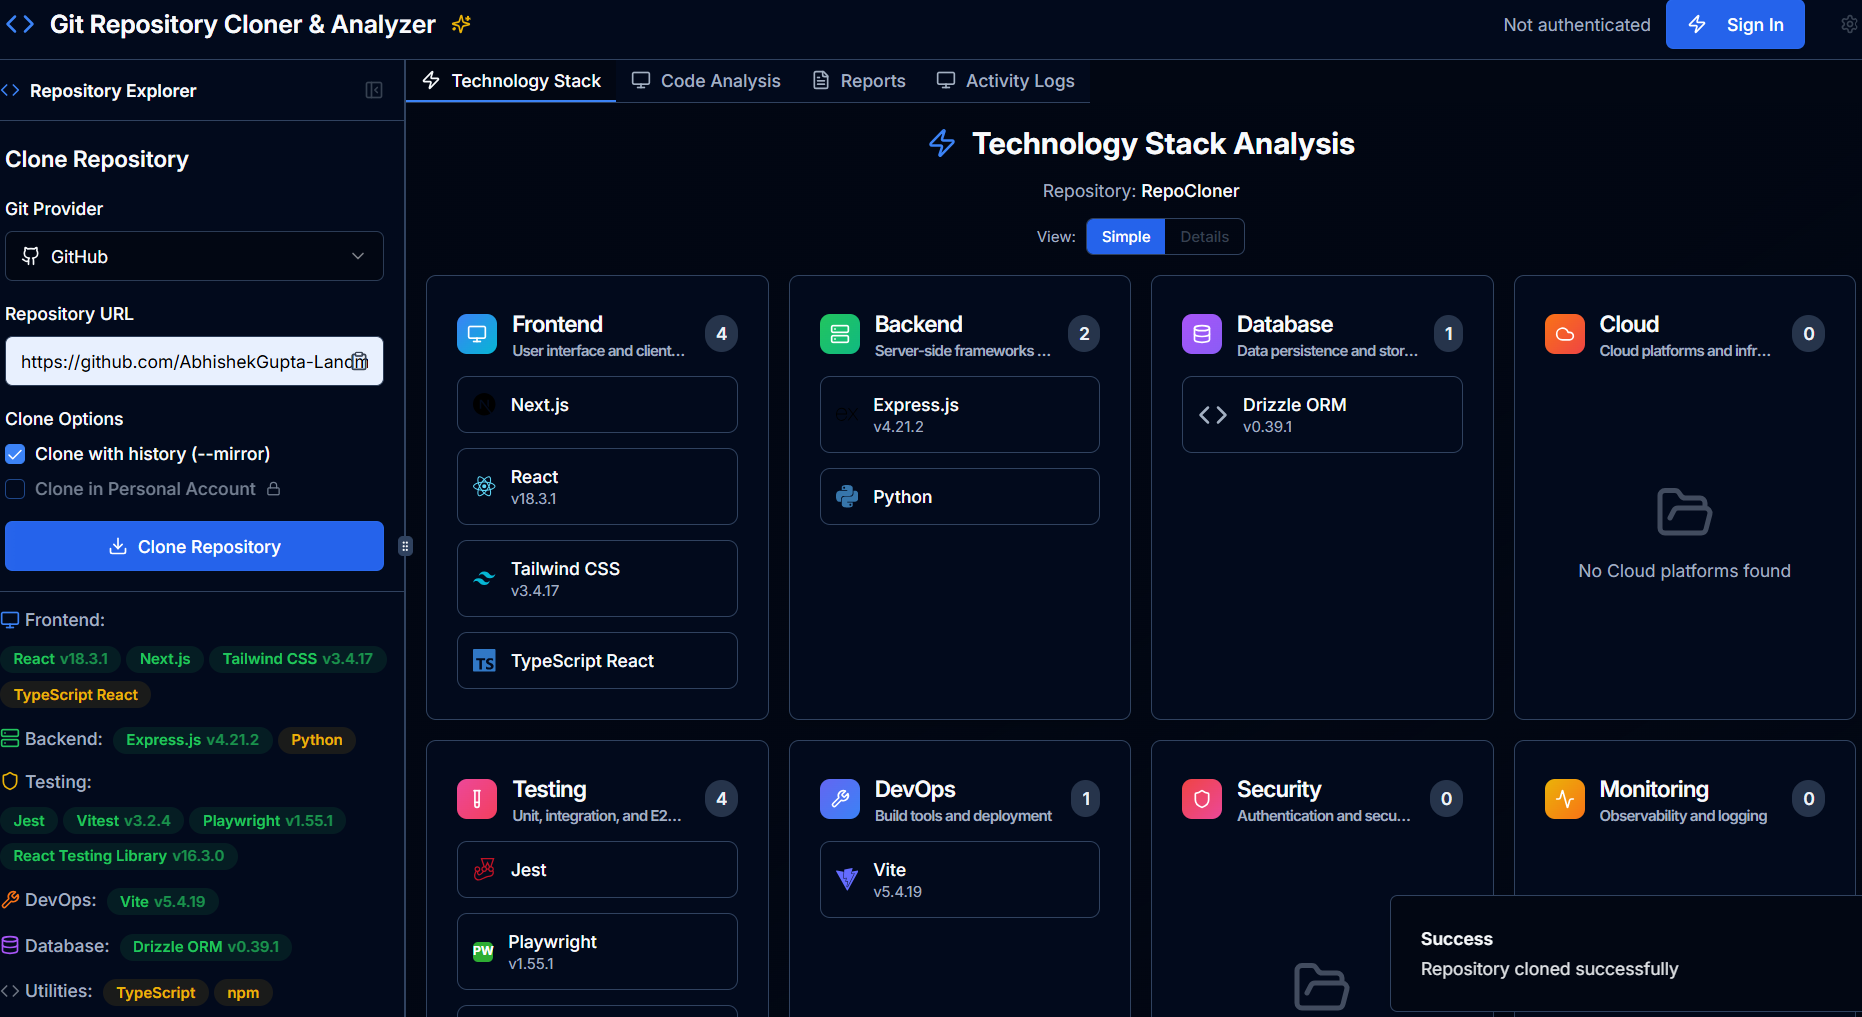 Git Repository Cloner & Analyzer
Not authenticated
Sign In
Repository Explorer
Technology Stack
Code Analysis
Reports
Activity Logs
Clone Repository
Git Provider
GitHub
Repository URL
https://github.com/AbhishekGupta-Landm
Clone Options
Clone with history (--mirror)
Clone in Personal Account
Clone Repository
Frontend:
React v18.3.1
Next.js
Tailwind CSS v3.4.17
TypeScript React
Backend:
Express.js v4.21.2
Python
Testing:
Jest
Vitest v3.2.4
Playwright v1.55.1
React Testing Library v16.3.0
DevOps:
Vite v5.4.19
Database:
Drizzle ORM v0.39.1
Utilities:
TypeScript
npm
Technology Stack Analysis
Repository: RepoCloner
View:
Simple
Details
Frontend
4
User interface and client...
N
Next.js
React
v18.3.1
Tailwind CSS
v3.4.17
TS
TypeScript React
Backend
2
Server-side frameworks ...
ex
Express.js
v4.21.2
Python
Database
1
Data persistence and stor...
Drizzle ORM
v0.39.1
Cloud
0
Cloud platforms and infr...
No Cloud platforms found
Testing
4
Unit, integration, and E2...
Jest
PW
Playwright
v1.55.1
DevOps
1
Build tools and deployment
Vite
v5.4.19
Security
0
Authentication and secu...
Monitoring
0
Observability and logging
Success
Repository cloned successfully